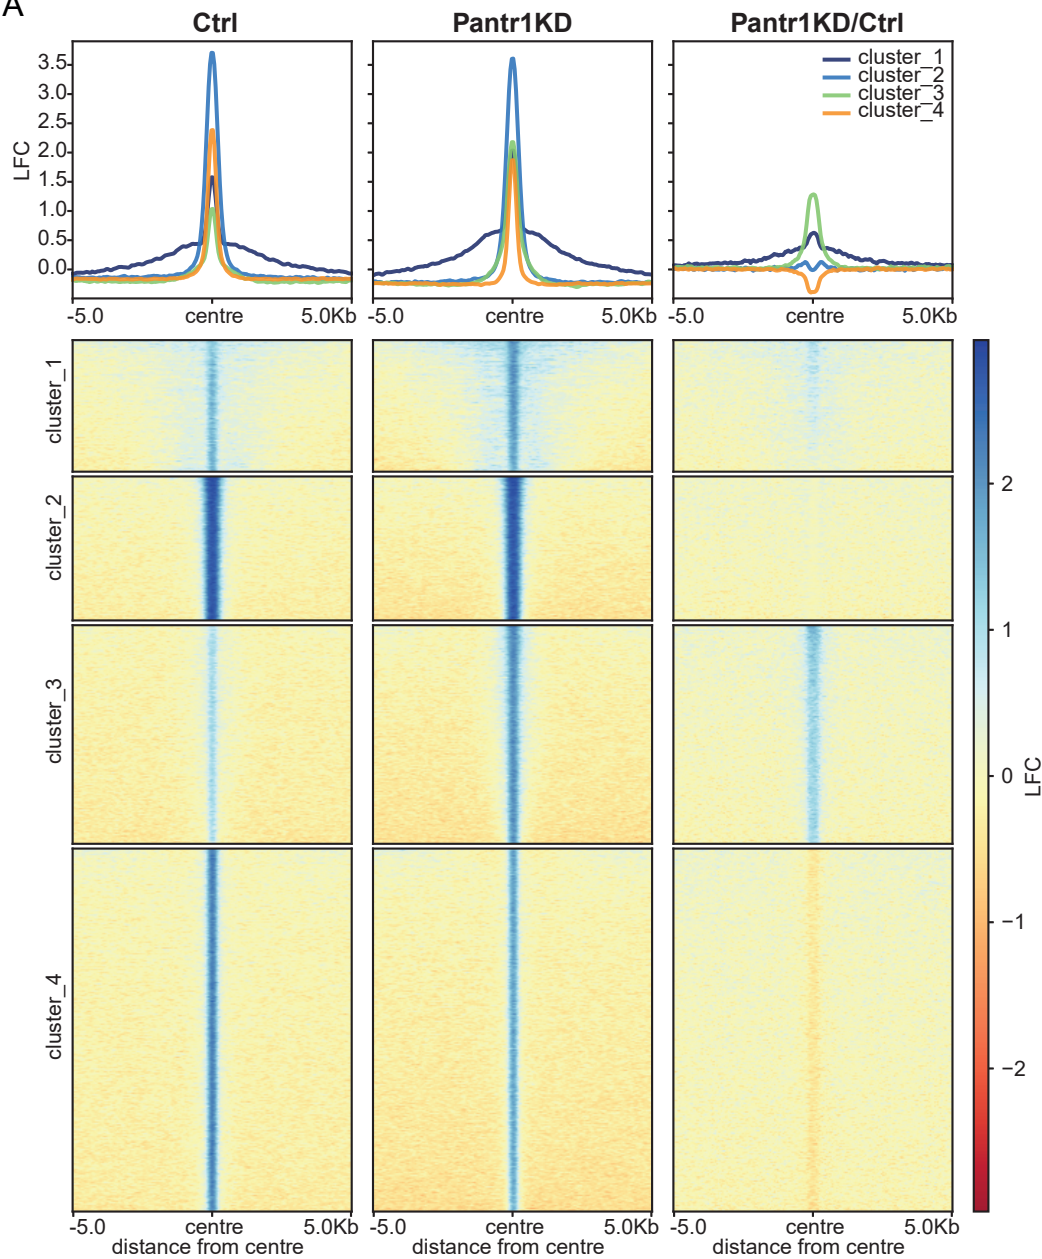 A
Ctrl
Pantr1KD
Pantr1KD/Ctrl
LFC
3.5
3.0
2.5
2.0
1.5
1.0
0.5
0.0
cluster_1
cluster_2
cluster_3
cluster_4
-5.0 centre 5.0Kb
-5.0 centre 5.0Kb
-5.0 centre 5.0Kb
cluster_1
cluster_2
cluster_3
cluster_4
2
1
0
−1
−2
LFC
-5.0 centre 5.0Kb
-5.0 centre 5.0Kb
-5.0 centre 5.0Kb
distance from centre
distance from centre
distance from centre